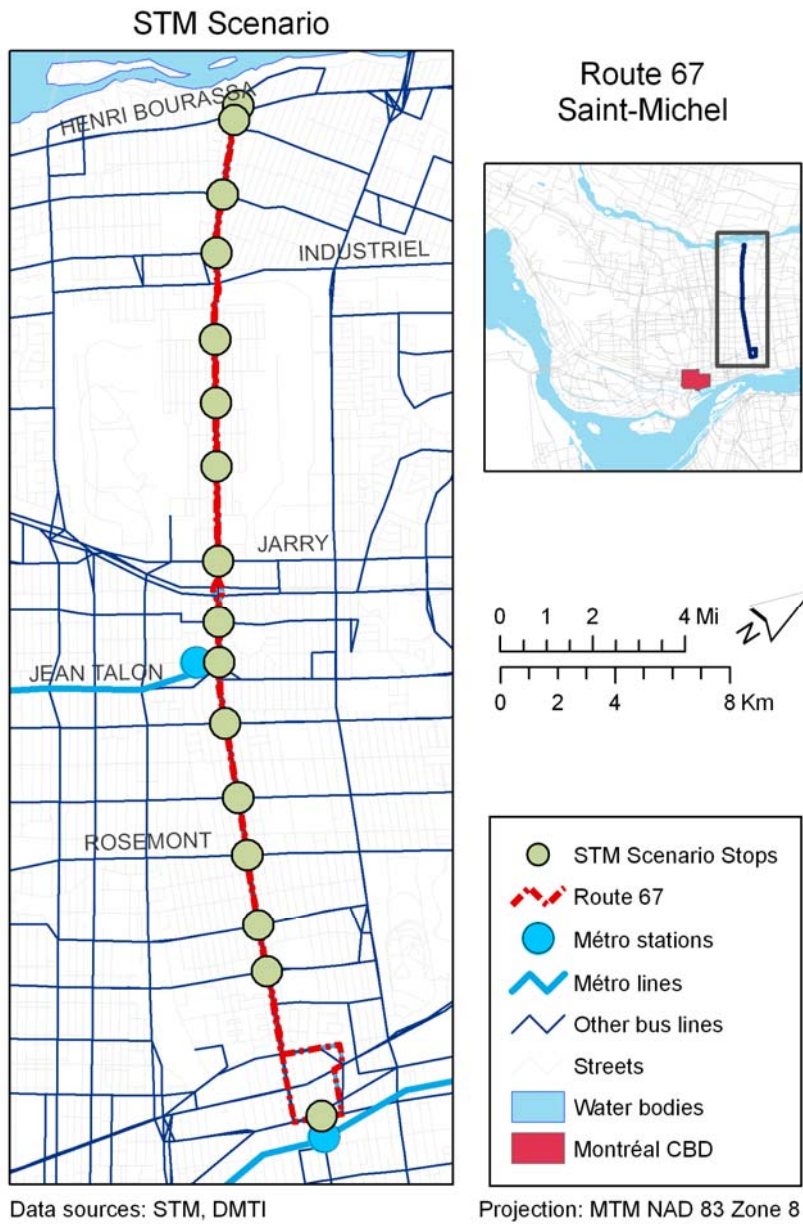 STM Scenario
HENRI BOURASSA
INDUSTRIEL
JARRY
JEAN TALON
ROSEMONT
Data sources: STM, DMTI
Route 67
Saint-Michel
0 1 2 4 Mi
0 2 4 8 Km
N
STM Scenario Stops
Route 67
Métro stations
Métro lines
Other bus lines
Streets
Water bodies
Montréal CBD
Projection: MTM NAD 83 Zone 8